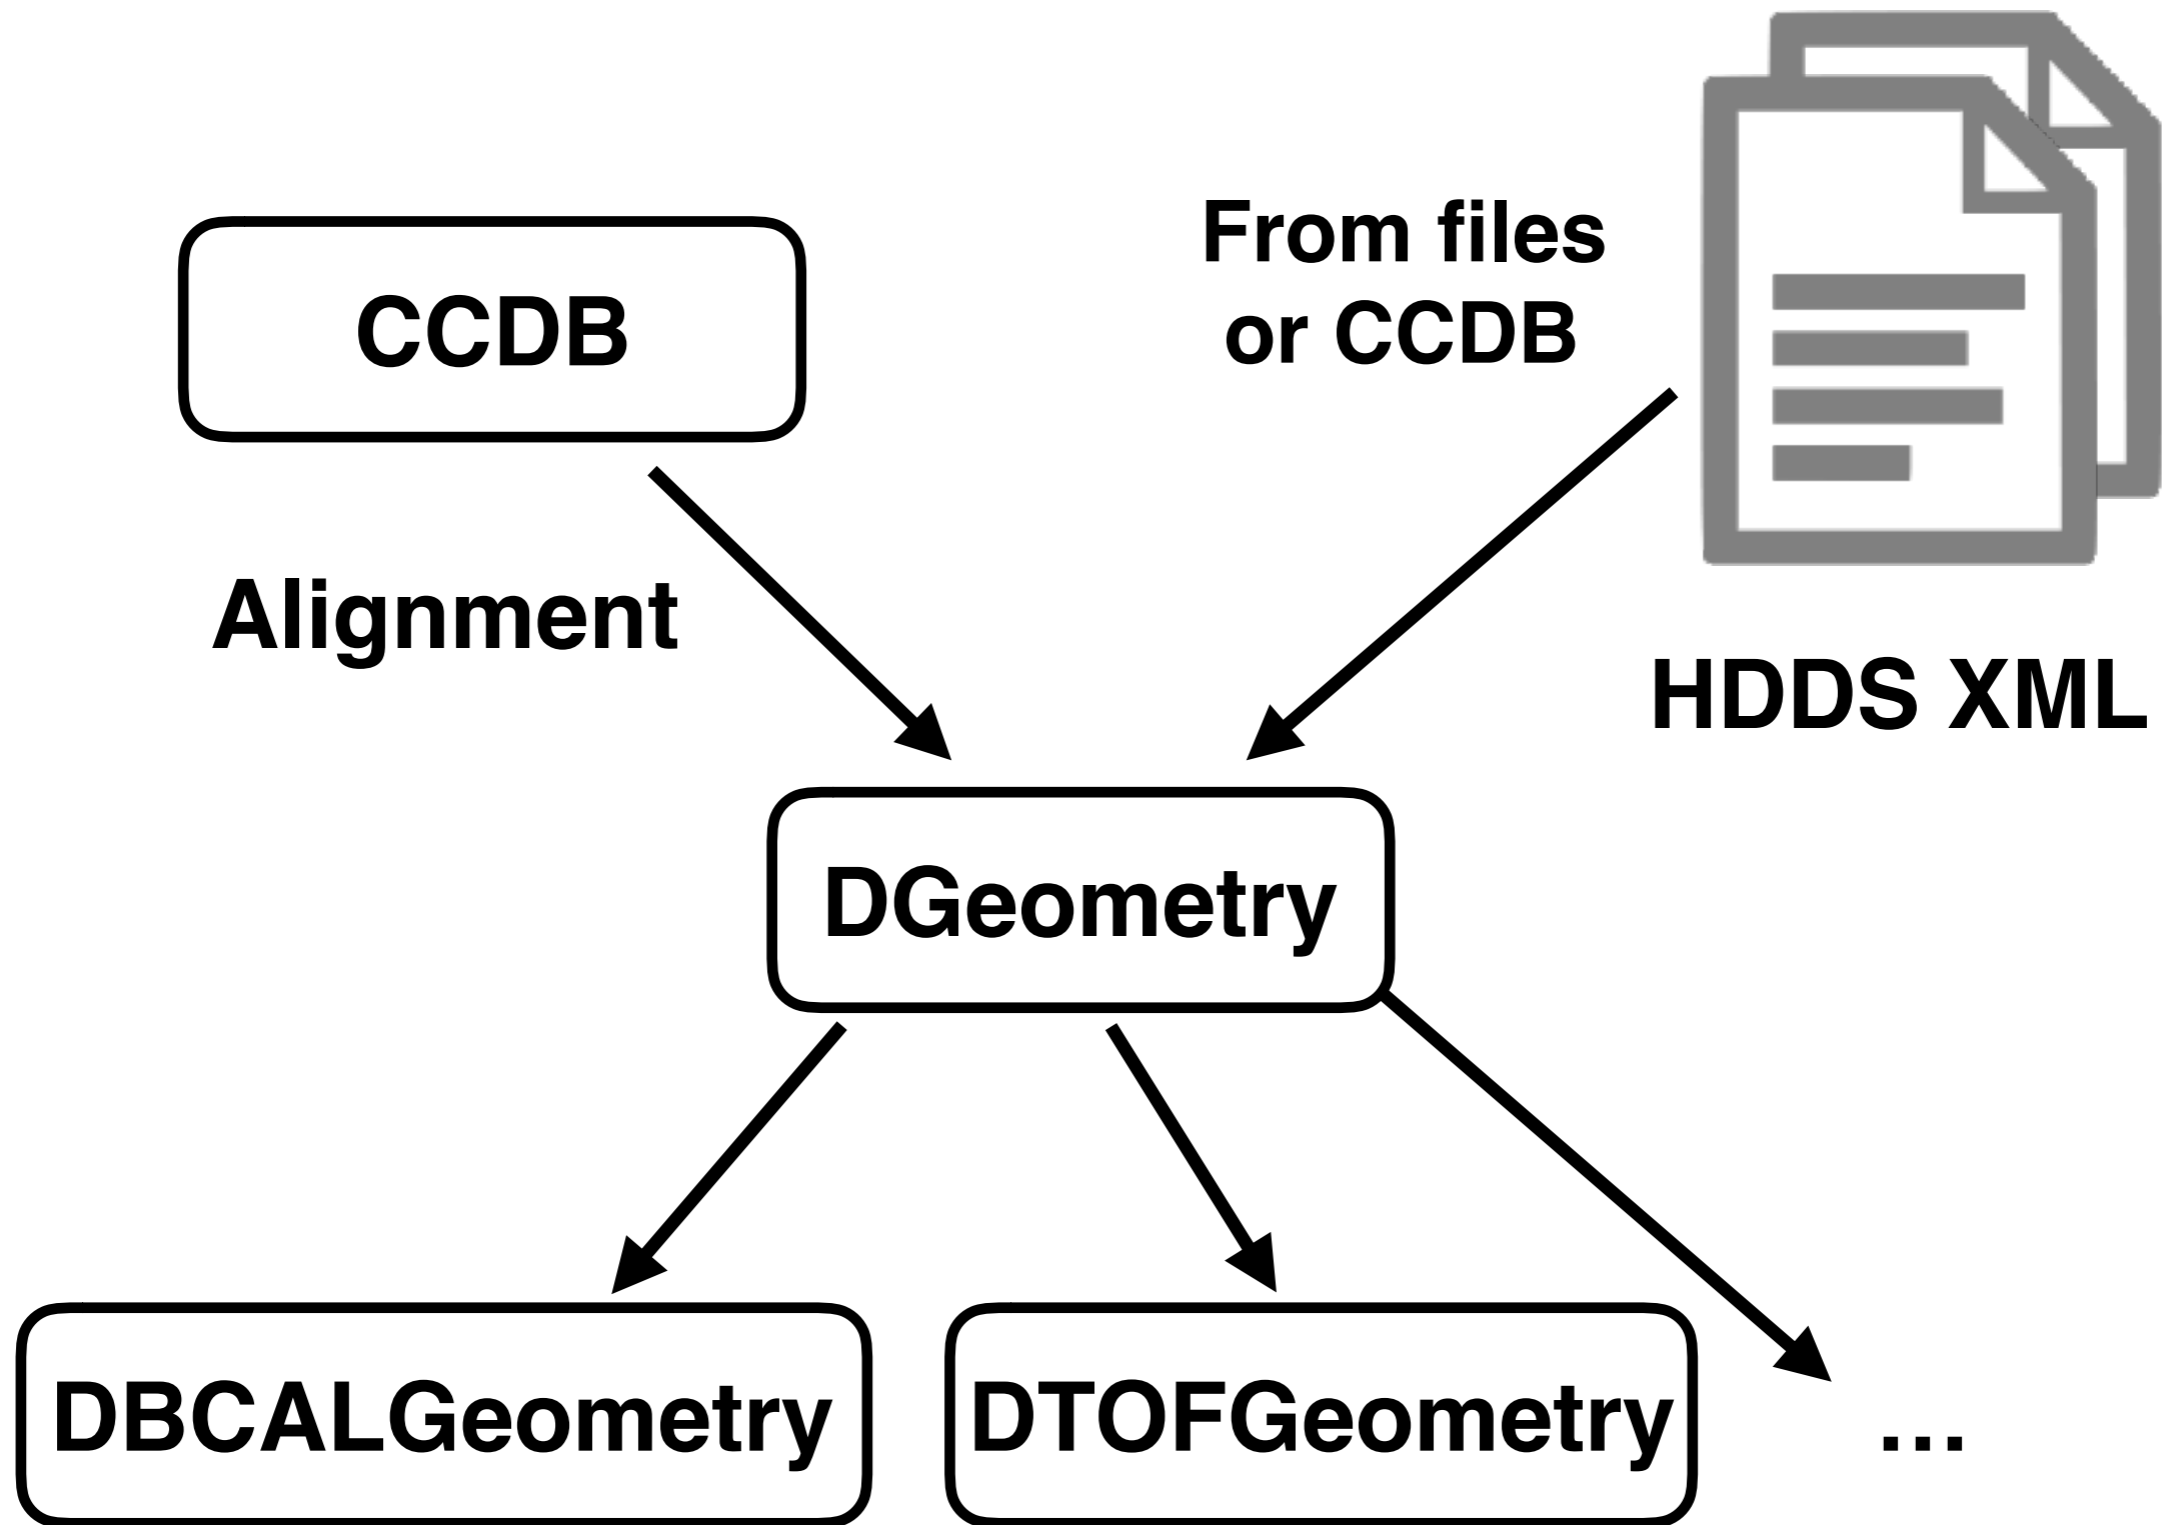 From files
or CCDB
CCDB
Alignment
HDDS XML
DGeometry
DBCALGeometry
DTOFGeometry
...